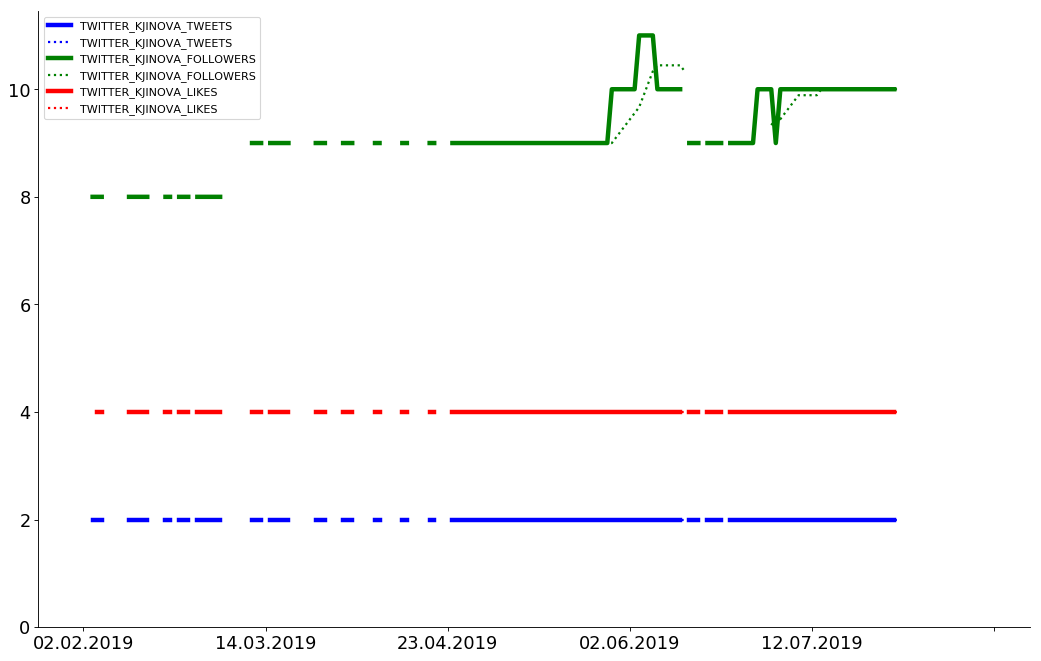 TWITTER_KJINOVA_TWEETS
TWITTER_KJINOVA_TWEETS
TWITTER_KJINOVA_FOLLOWERS
TWITTER_KJINOVA_FOLLOWERS
TWITTER_KJINOVA_LIKES
TWITTER_KJINOVA_LIKES
10
8
6
4
2
0
02.02.2019 14.03.2019 23.04.2019 02.06.2019 12.07.2019